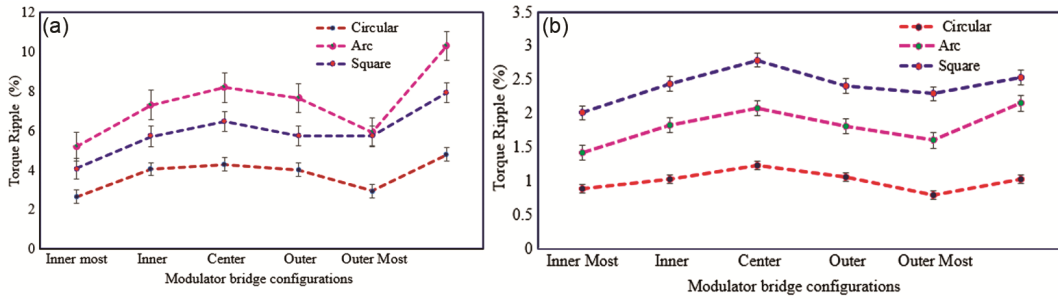 (a)
Torque Ripple (%)
12
10
8
6
4
2
0
Circular
Arc
Square
Inner most Inner Center Outer Outer Most
Modulator bridge configurations
(b)
Torque Ripple (%)
3.5
3
2.5
2
1.5
1
0.5
0
Circular
Arc
Square
Inner Most Inner Center Outer Outer Most
Modulator bridge configurations